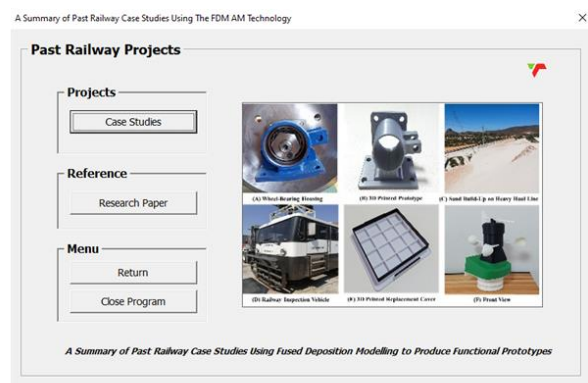 A Summary of Past Railway Case Studies Using The FDM AM Technology
Past Railway Projects
Projects
Case Studies
Reference
Research Paper
Menu
Return
Close Program
(A) Wheel-Bearing Housing
(B) 3D Printed Prototype
(C) Sand Build-Up on Heavy Haul Line
(D) Railway Inspection Vehicle
(E) 3D Printed Replacement Cover
(F) Front View
A Summary of Past Railway Case Studies Using Fused Deposition Modelling to Produce Functional Prototypes